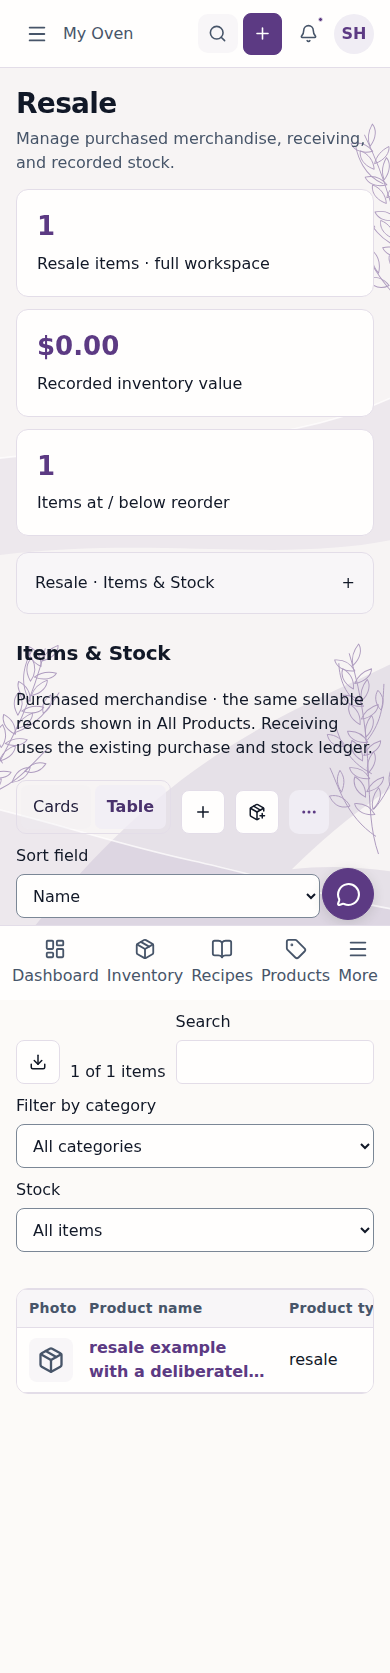 My Oven
SH
Resale
Manage purchased merchandise, receiving,
and recorded stock.
1
Resale items · full workspace
$0.00
Recorded inventory value
1
Items at / below reorder
Resale · Items & Stock +
Items & Stock
Purchased merchandise · the same sellable
records shown in All Products. Receiving
uses the existing purchase and stock ledger.
Cards Table
Sort field
Name
Dashboard Inventory Recipes Products More
Search
1 of 1 items
Filter by category
All categories
Stock
All items
Photo Product name Product ty
resale example
with a deliberatel...
resale